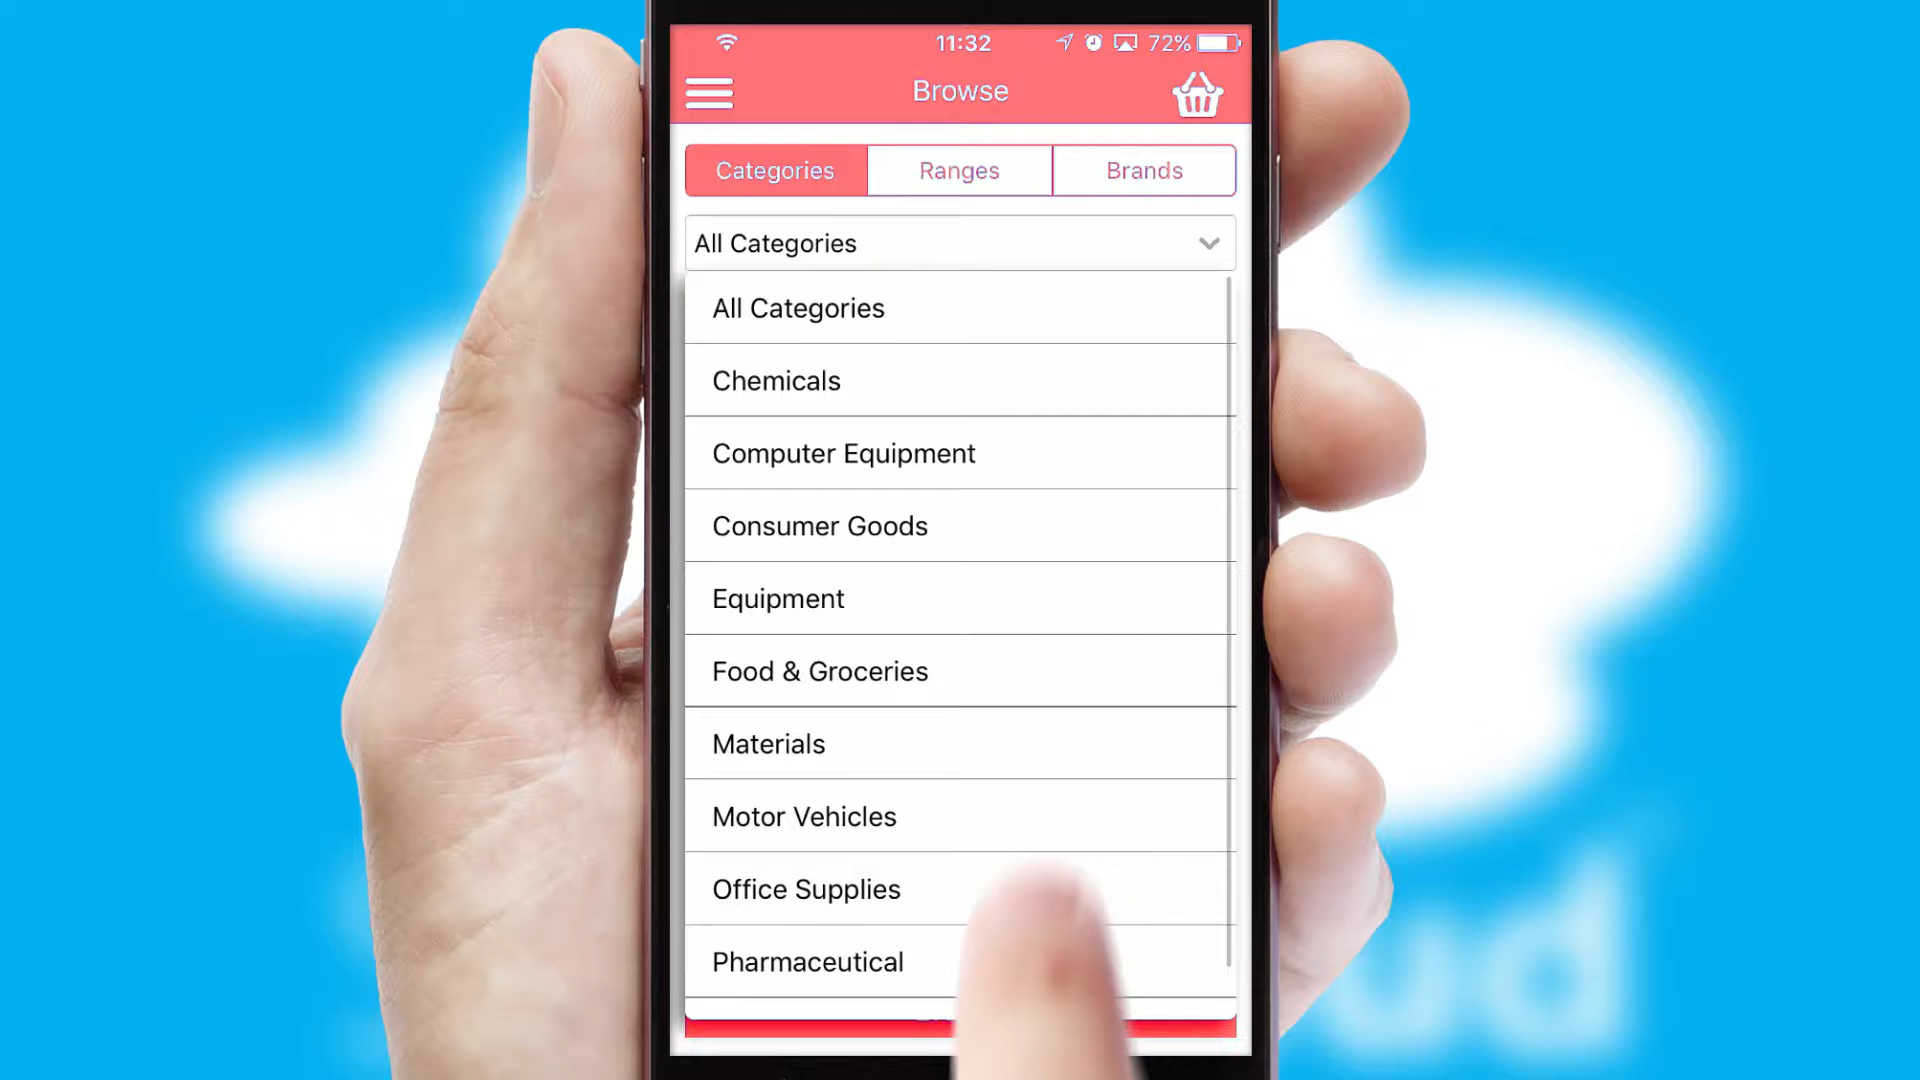 11:32
72%
Browse
Categories
Ranges
Brands
All Categories
All Categories
Chemicals
Computer Equipment
Consumer Goods
Equipment
Food & Groceries
Materials
Motor Vehicles
Office Supplies
Pharmaceutical
ud